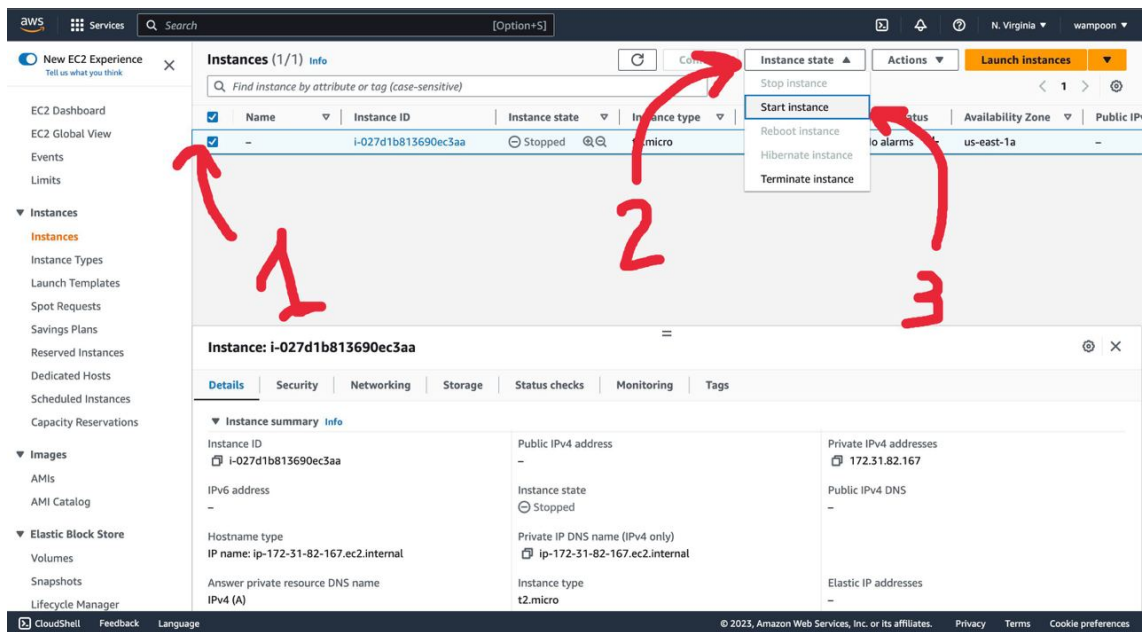 aws Services Search [Option+S] N. Virginia wampoon
New EC2 Experience
Tell us what you think
EC2 Dashboard
EC2 Global View
Events
Limits
Instances
Instances
Instance Types
Launch Templates
Spot Requests
Savings Plans
Reserved Instances
Dedicated Hosts
Scheduled Instances
Capacity Reservations
Images
AMIs
AMI Catalog
Elastic Block Store
Volumes
Snapshots
Lifecycle Manager
Instances (1/1) Info
Instance state Actions Launch instances
Find instance by attribute or tag (case-sensitive) 1
Stop instance
Start instance
Reboot instance
Hibernate instance
Terminate instance
Name Instance ID Instance state Instance type Availability Zone Public IPv
– i-027d1b813690ec3aa Stopped t2.micro alarms us-east-1a –
1
2
3
Instance: i-027d1b813690ec3aa
Details Security Networking Storage Status checks Monitoring Tags
Instance summary Info
Instance ID Public IPv4 address Private IPv4 addresses
i-027d1b813690ec3aa – 172.31.82.167
IPv6 address Instance state Public IPv4 DNS
– Stopped –
Hostname type Private IP DNS name (IPv4 only)
IP name: ip-172-31-82-167.ec2.internal ip-172-31-82-167.ec2.internal
Answer private resource DNS name Instance type Elastic IP addresses
IPv4 (A) t2.micro –
CloudShell Feedback Language © 2023, Amazon Web Services, Inc. or its affiliates. Privacy Terms Cookie preferences